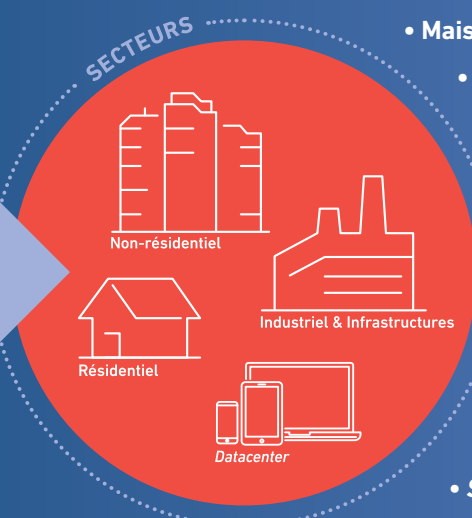 SECTEURS
• Mais
•
Non-résidentiel
Industriel & Infrastructures
Résidentiel
Datacenter
• S